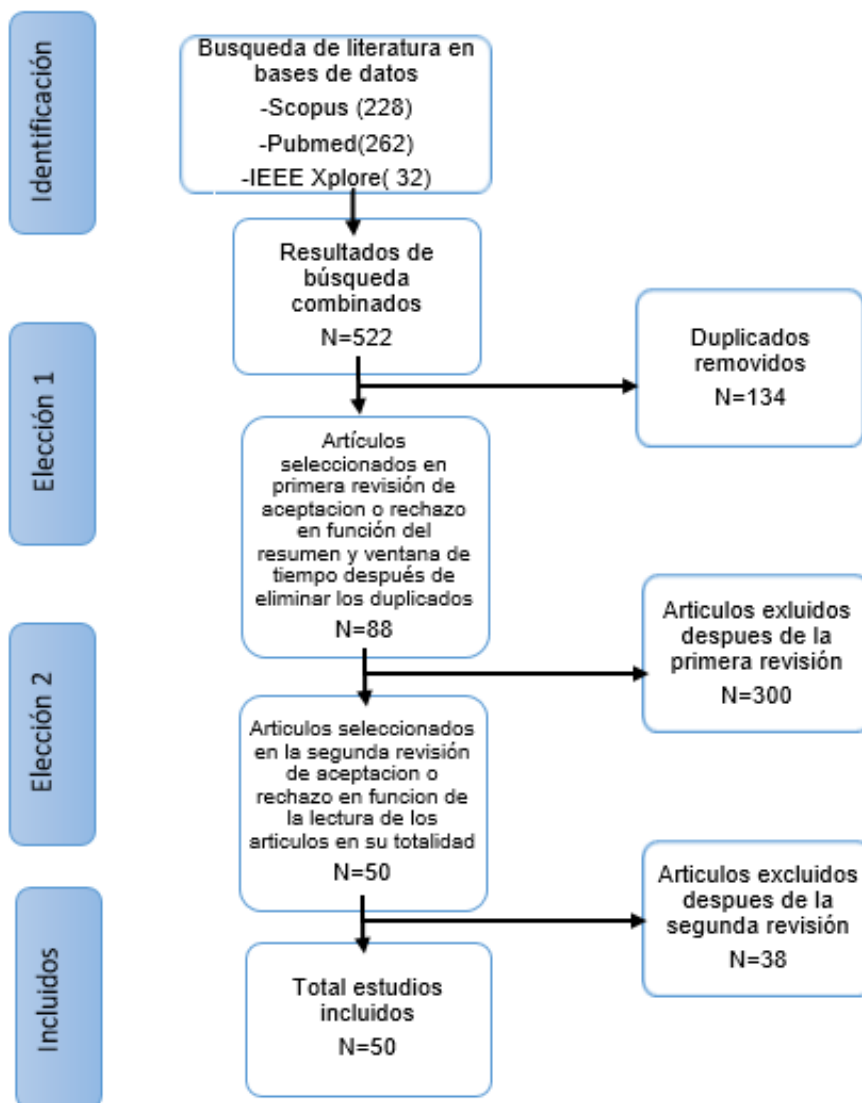 Identificación
Busqueda de literatura en
bases de datos
-Scopus (228)
-Pubmed(262)
-IEEE Xplore( 32)
Resultados de
búsqueda
combinados
N=522
Elección 1
Duplicados
removidos
N=134
Artículos
seleccionados en
primera revisión de
aceptacion o rechazo
en función del
resumen y ventana de
tiempo después de
eliminar los duplicados
N=88
Elección 2
Articulos exluidos
despues de la
primera revisión
N=300
Articulos seleccionados
en la segunda revisión
de aceptacion o
rechazo en funcion de
la lectura de los
articulos en su totalidad
N=50
Articulos excluidos
despues de la
segunda revisión
N=38
Incluidos
Total estudios
incluidos
N=50